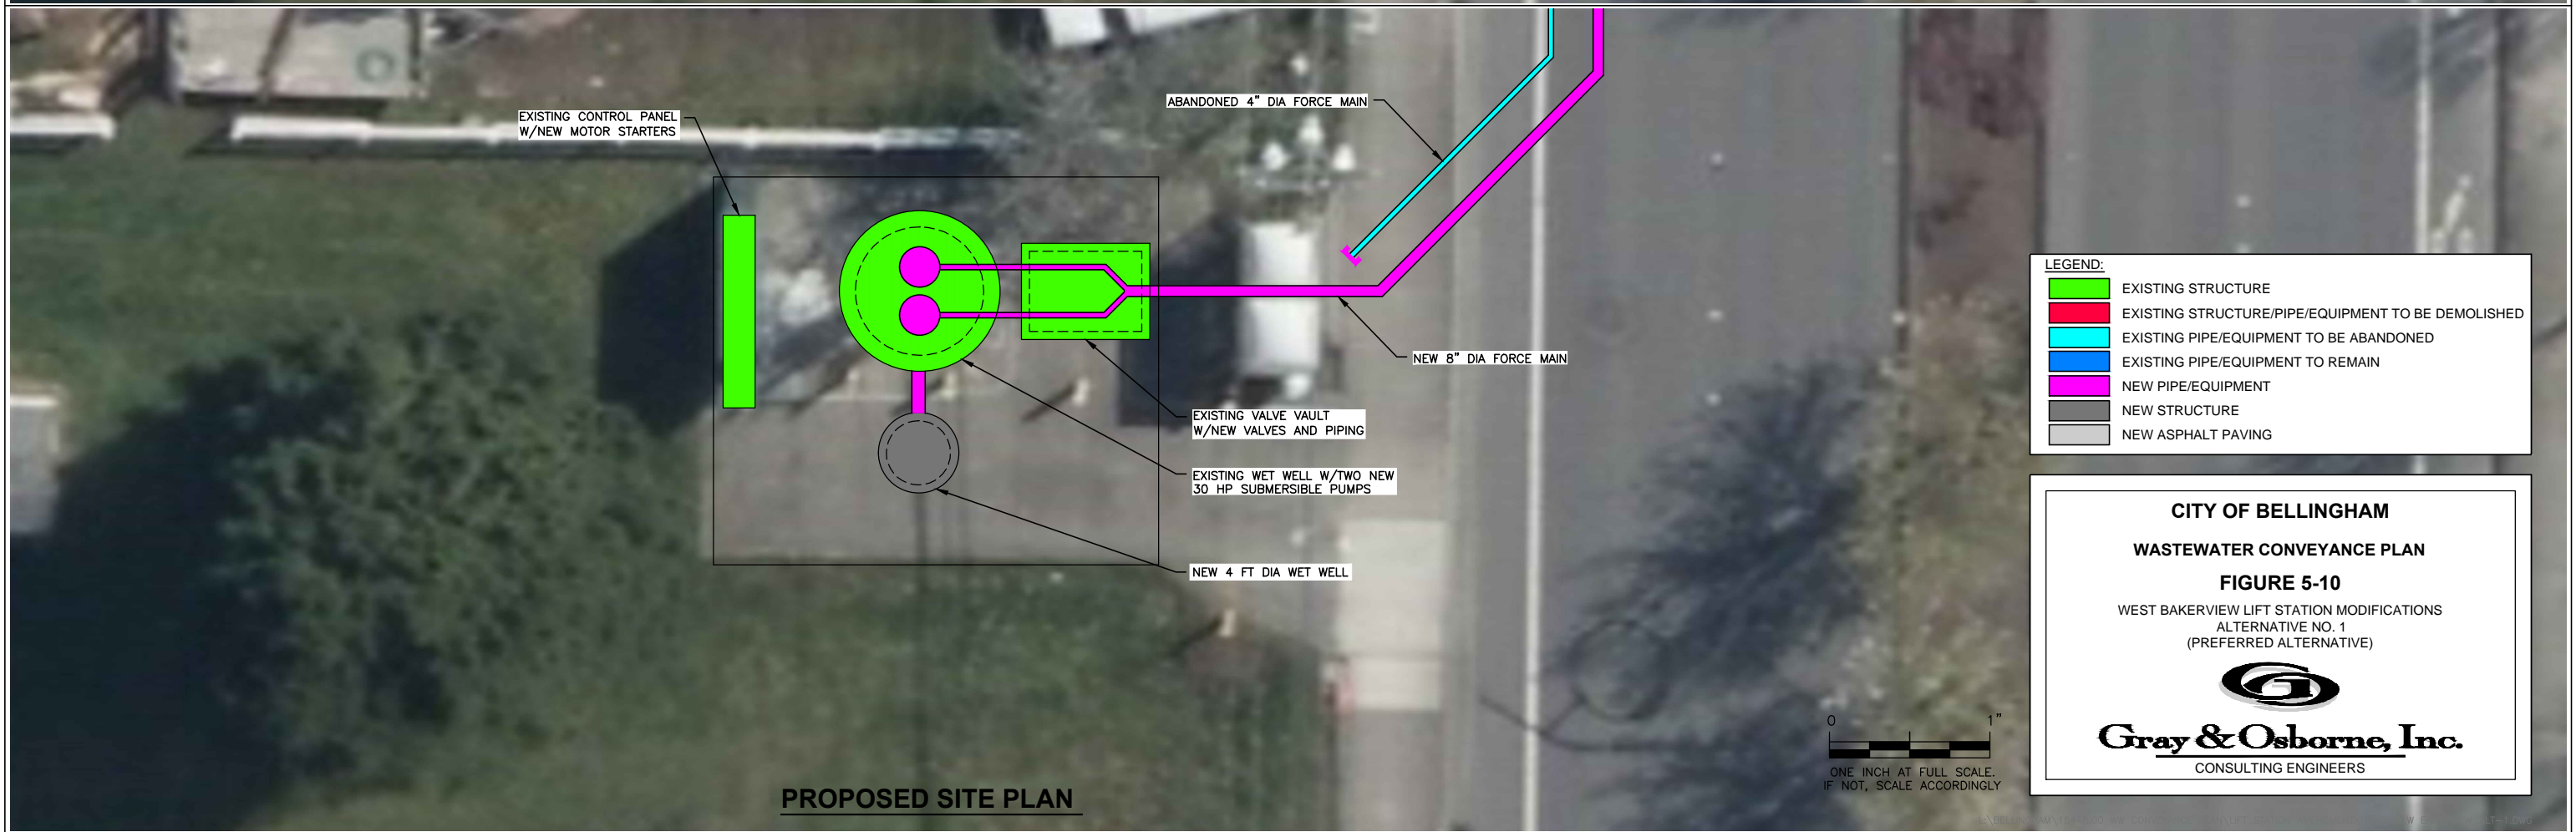 EXISTING CONTROL PANEL
W/NEW MOTOR STARTERS
ABANDONED 4" DIA FORCE MAIN
NEW 8" DIA FORCE MAIN
EXISTING VALVE VAULT
W/NEW VALVES AND PIPING
EXISTING WET WELL W/TWO NEW
30 HP SUBMERSIBLE PUMPS
NEW 4 FT DIA WET WELL
PROPOSED SITE PLAN
LEGEND:
EXISTING STRUCTURE
EXISTING STRUCTURE/PIPE/EQUIPMENT TO BE DEMOLISHED
EXISTING PIPE/EQUIPMENT TO BE ABANDONED
EXISTING PIPE/EQUIPMENT TO REMAIN
NEW PIPE/EQUIPMENT
NEW STRUCTURE
NEW ASPHALT PAVING
0 1"
ONE INCH AT FULL SCALE.
IF NOT, SCALE ACCORDINGLY
CITY OF BELLINGHAM
WASTEWATER CONVEYANCE PLAN
FIGURE 5-10
WEST BAKERVIEW LIFT STATION MODIFICATIONS
ALTERNATIVE NO. 1
(PREFERRED ALTERNATIVE)
Gray & Osborne, Inc.
CONSULTING ENGINEERS